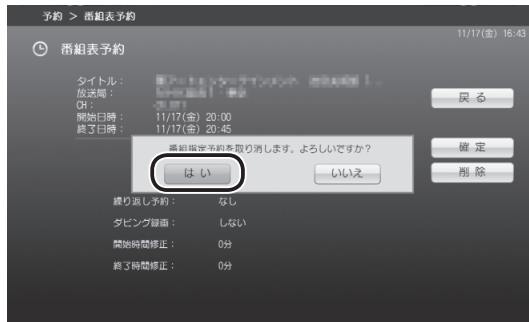 予約 > 番組表予約
11/17(金) 16:43
番組表予約
タイトル：
放送局：
CH：
開始日時： 11/17(金) 20:00
終了日時： 11/17(金) 20:45
戻る
確定
削除
番組指定予約を取り消します。よろしいですか？
はい
いいえ
繰り返し予約： なし
ダビング録画： しない
開始時間修正： 0分
終了時間修正： 0分